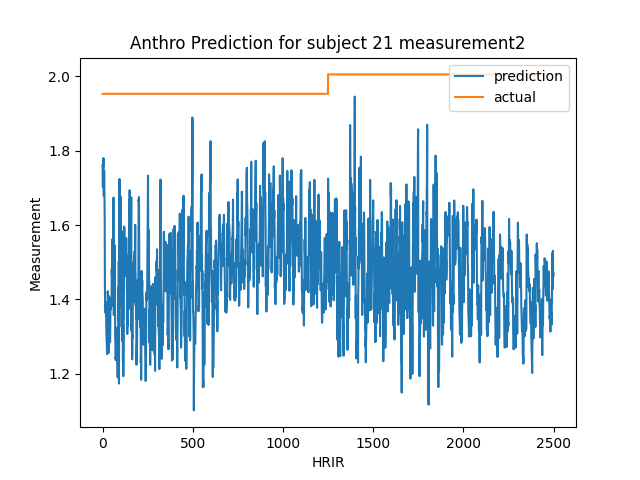 Anthro Prediction for subject 21 measurement2
prediction
actual
2.0
1.8
1.6
1.4
1.2
Measurement
0
500
1000
1500
2000
2500
HRIR